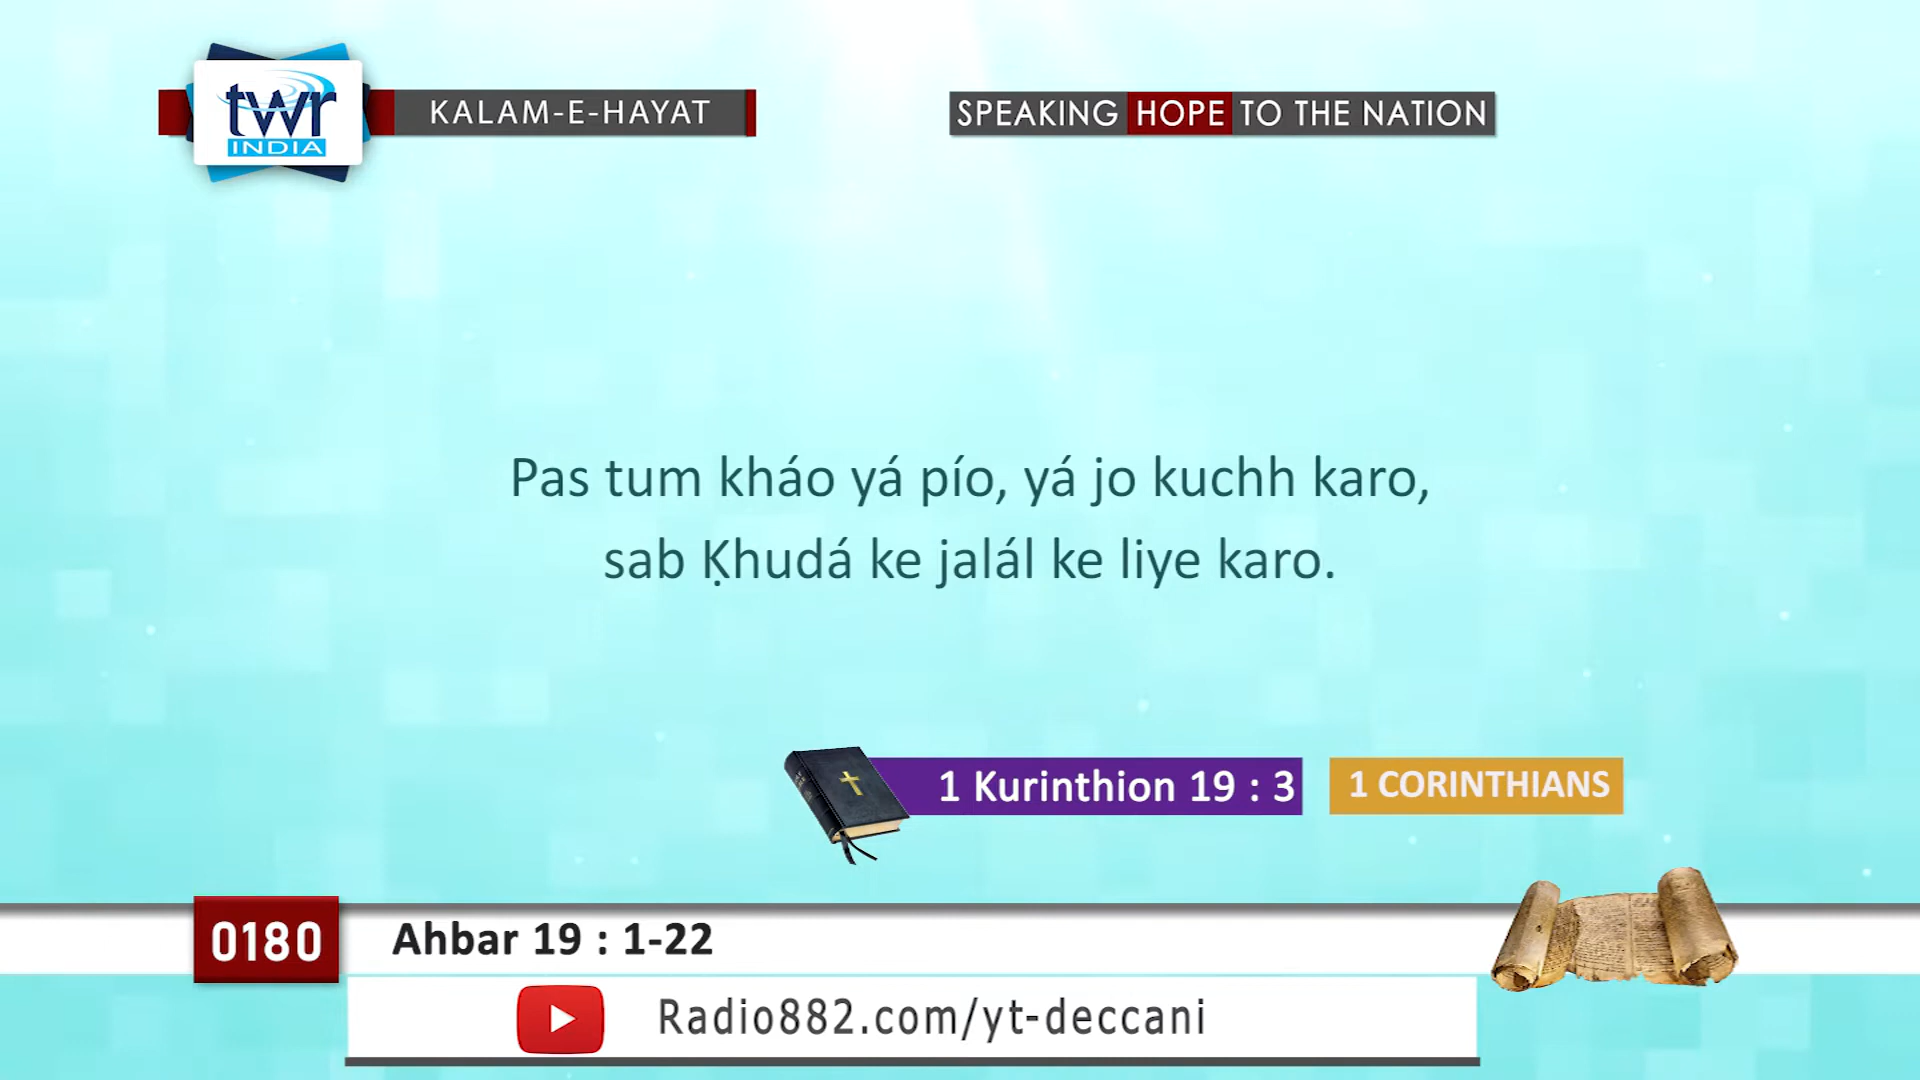 twr
INDIA
KALAM-E-HAYAT
SPEAKING HOPE TO THE NATION
Pas tum kháo yá pío, yá jo kuchh karo,
sab Ḳhudá ke jalál ke liye karo.
1 Kurinthion 19 : 3
1 CORINTHIANS
0180
Ahbar 19 : 1-22
Radio882.com/yt-deccani